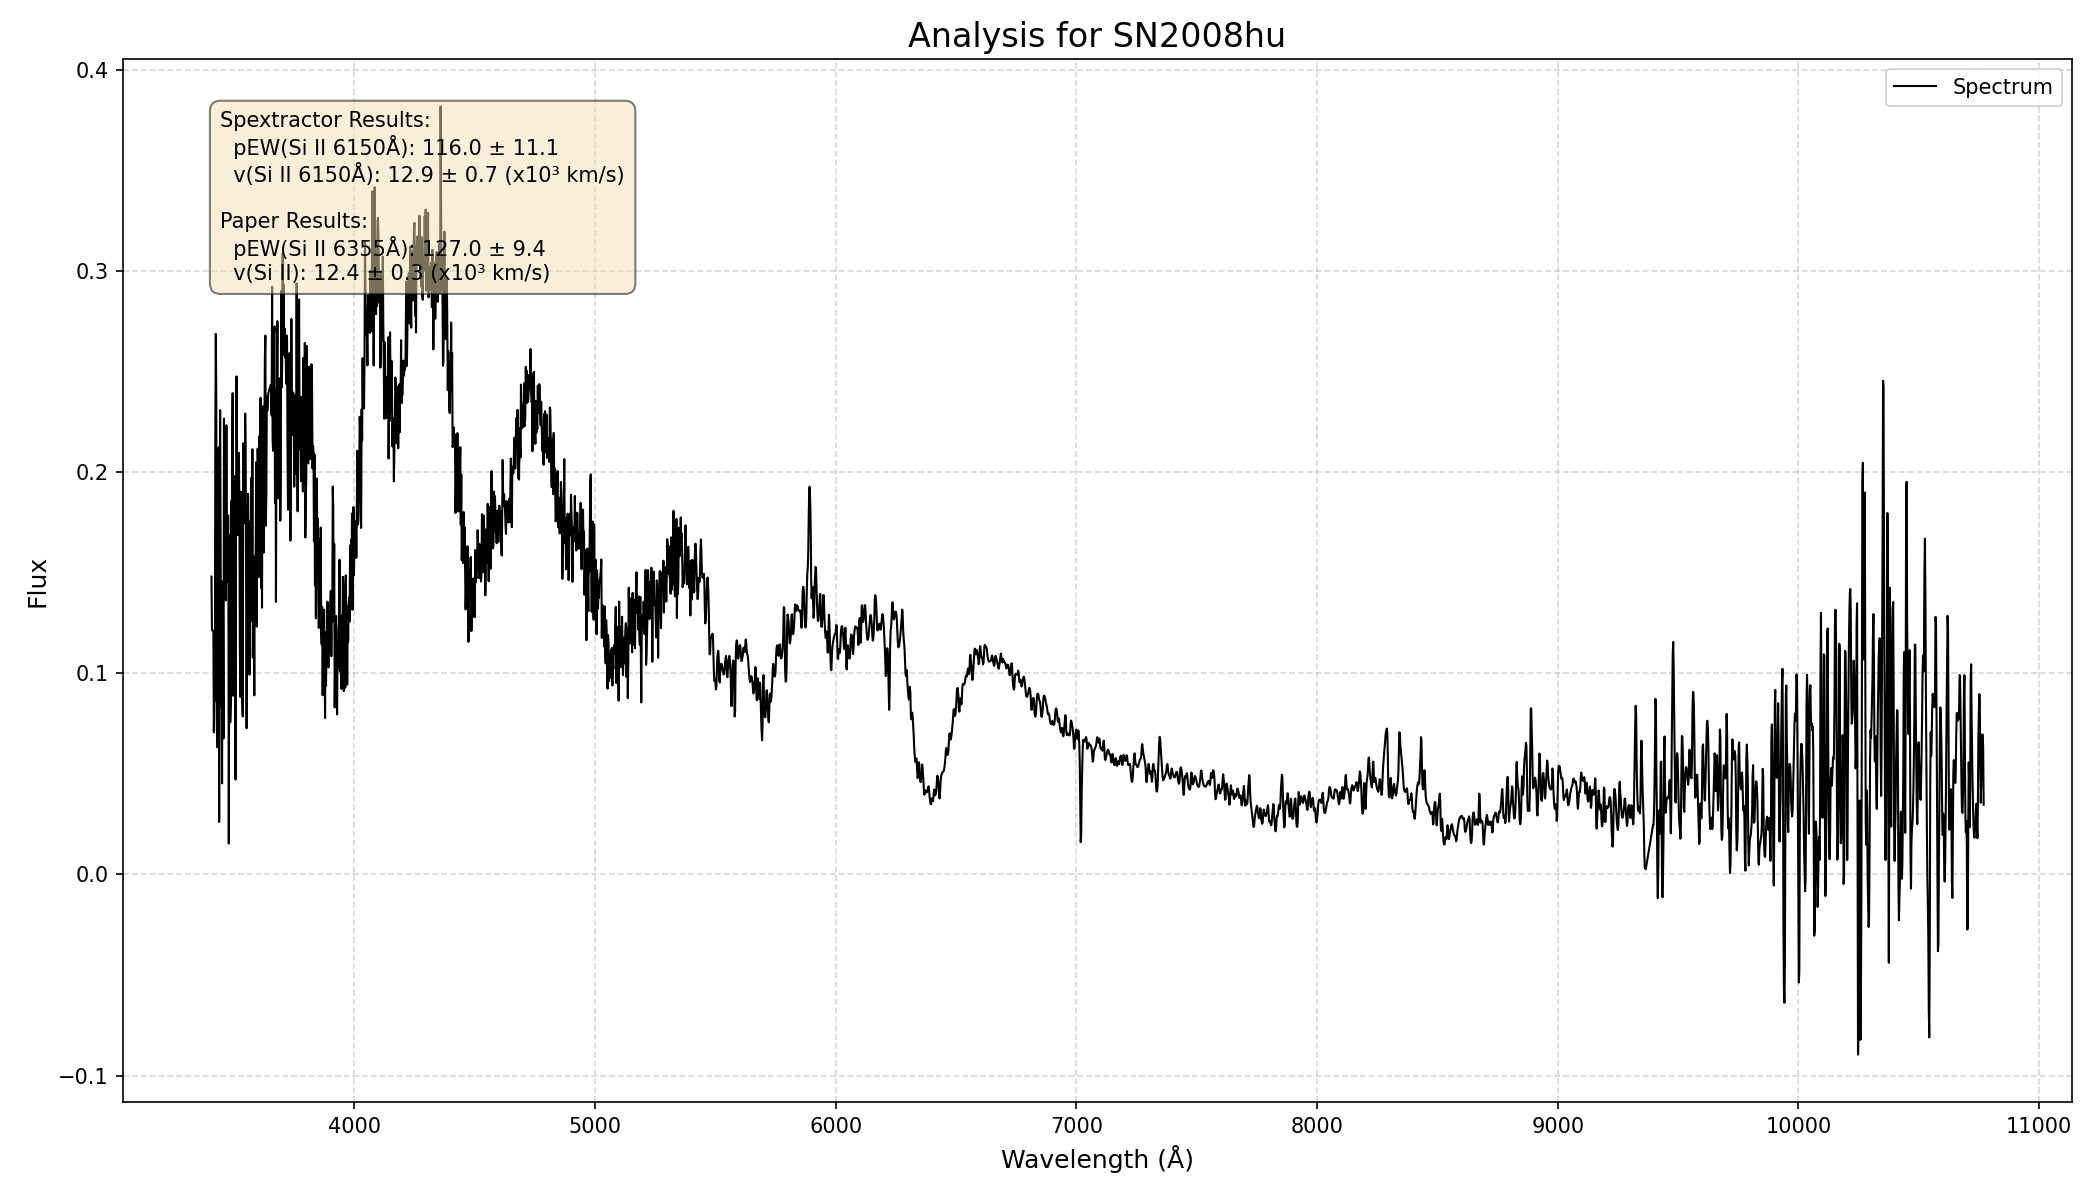 Analysis for SN2008hu
Spectrum
Spextractor Results:
pEW(Si II 6150Å): 116.0 ± 11.1
v(Si II 6150Å): 12.9 ± 0.7 (x10³ km/s)
Paper Results:
pEW(Si II 6355Å): 127.0 ± 9.4
v(Si II): 12.4 ± 0.3 (x10³ km/s)
Flux
0.4
0.3
0.2
0.1
0.0
−0.1
4000 5000 6000 7000 8000 9000 10000 11000
Wavelength (Å)